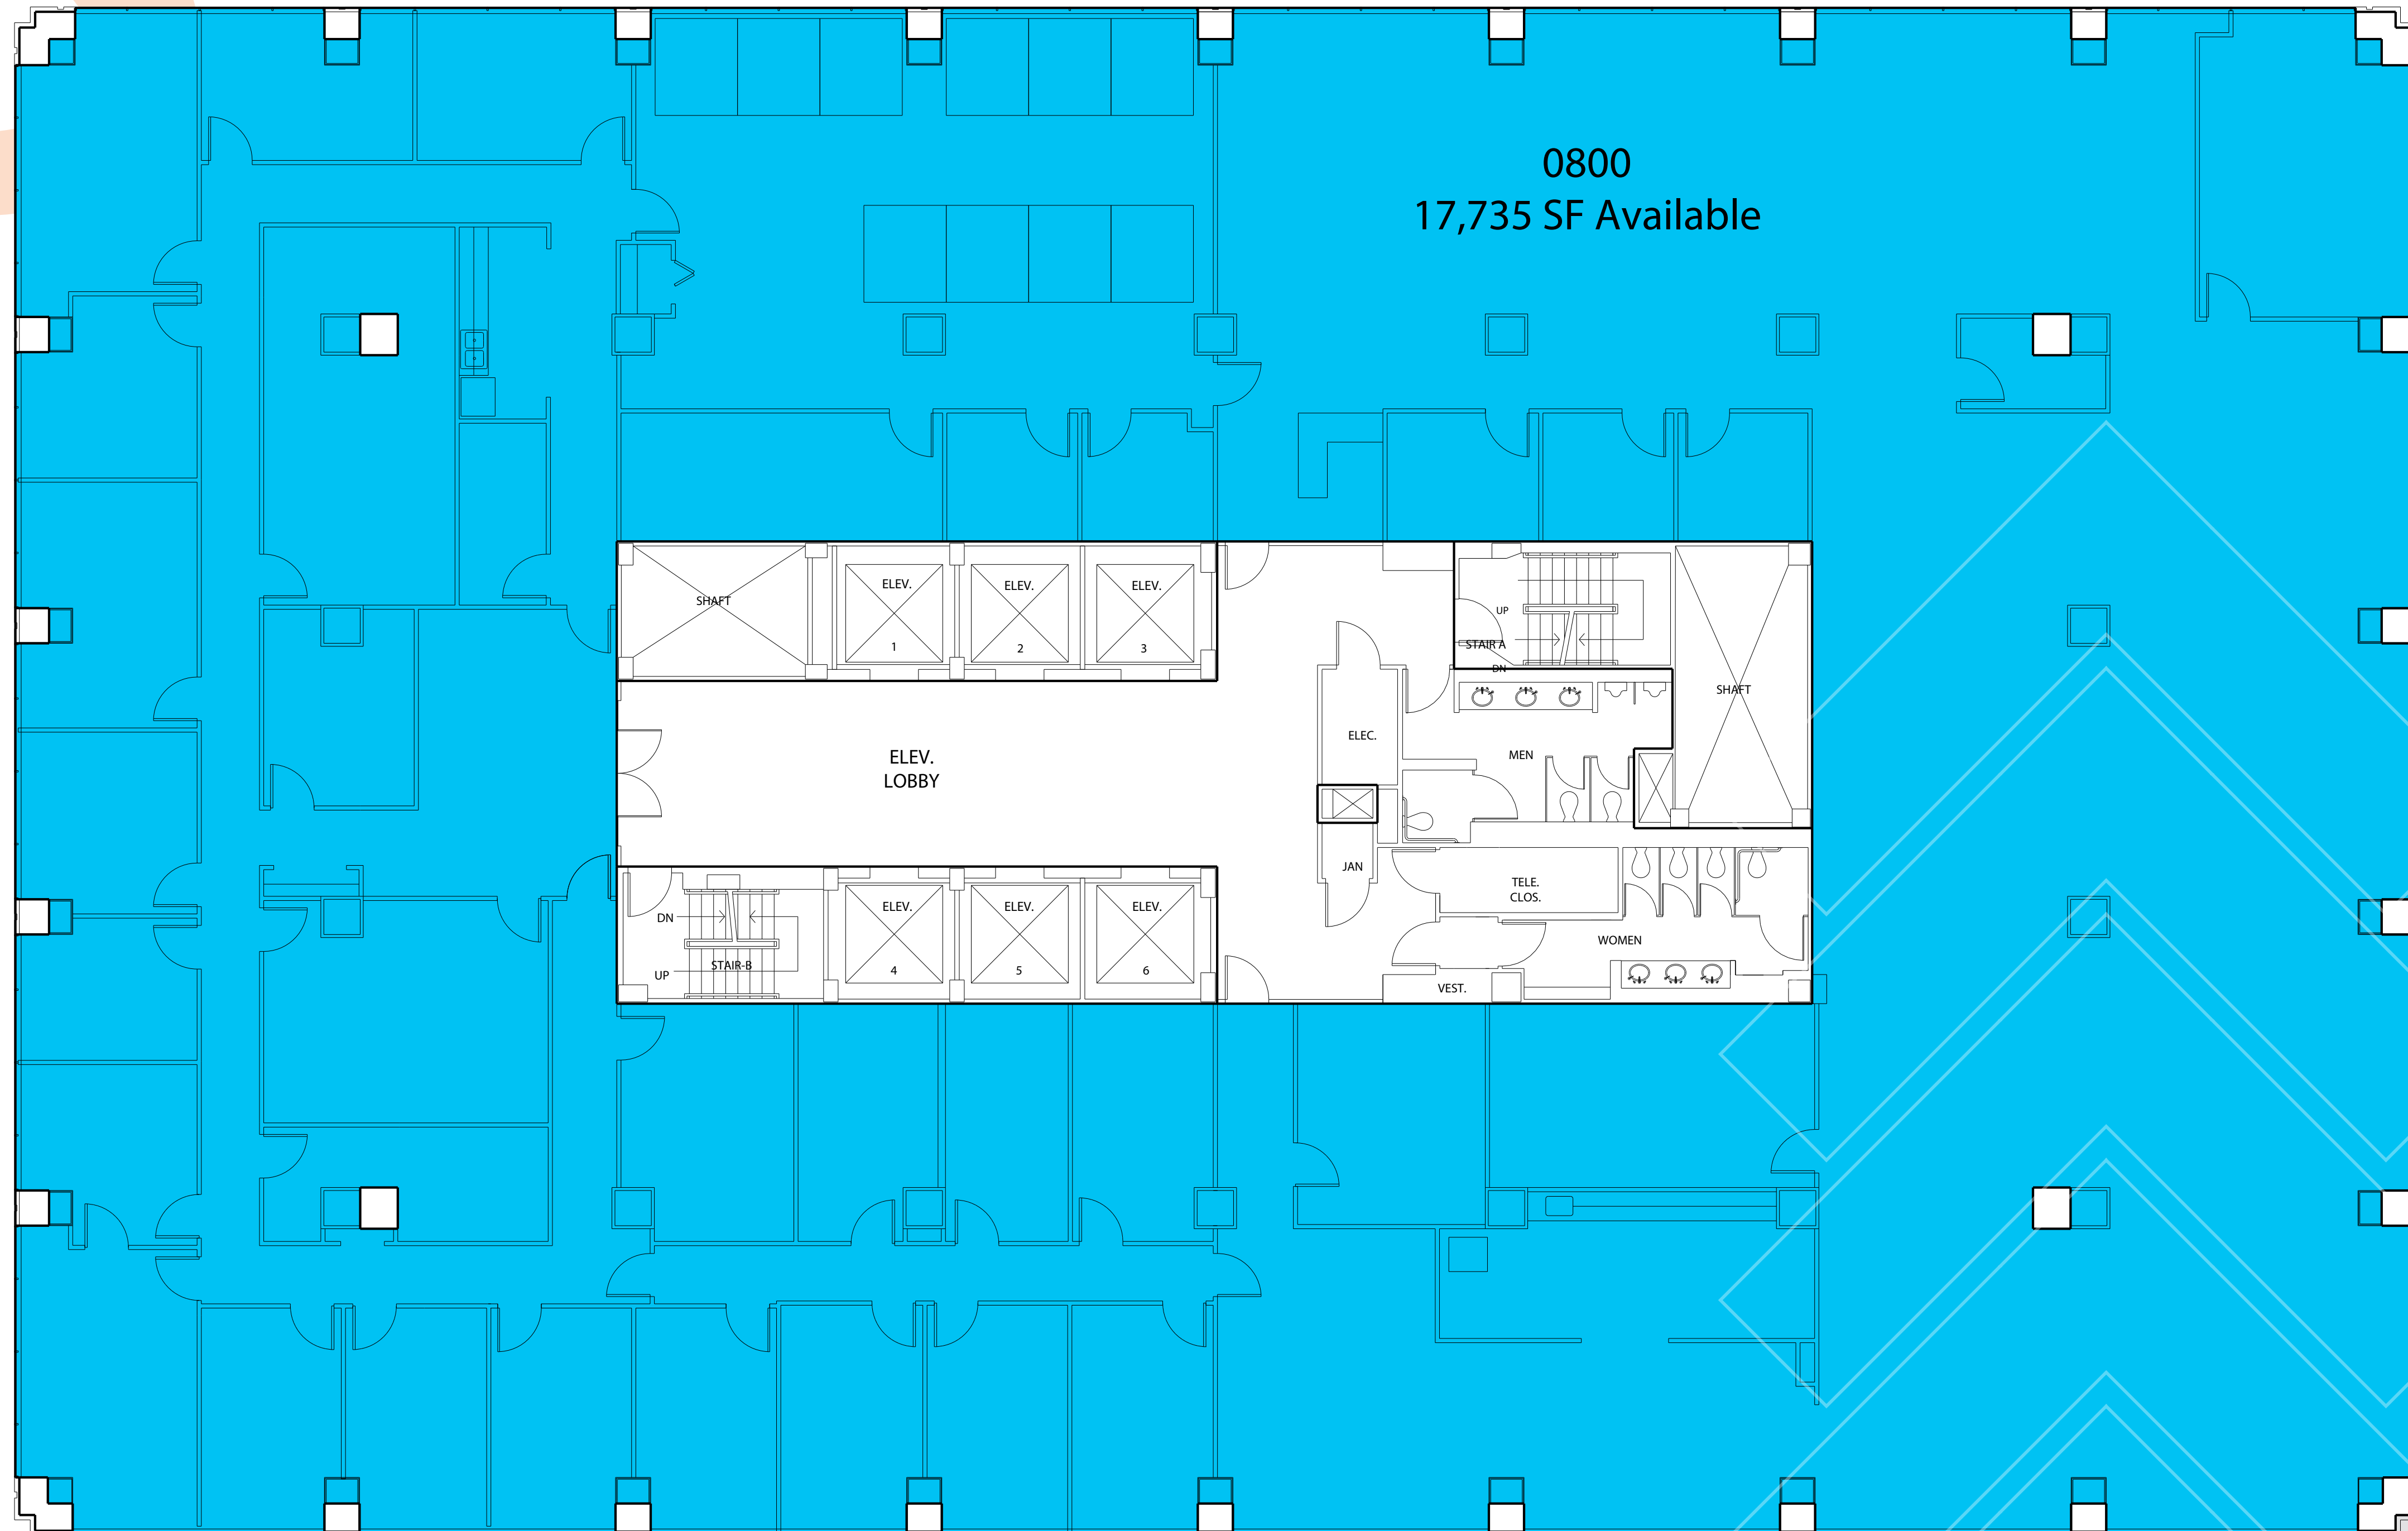 0800
17,735 SF Available
SHAFT
ELEV.
1
ELEV.
2
ELEV.
3
UP
STAIR A
DN
SHAFT
ELEC.
MEN
ELEV.
LOBBY
JAN
TELE.
CLOS.
DN
UP
STAIR-B
ELEV.
4
ELEV.
5
ELEV.
6
WOMEN
VEST.